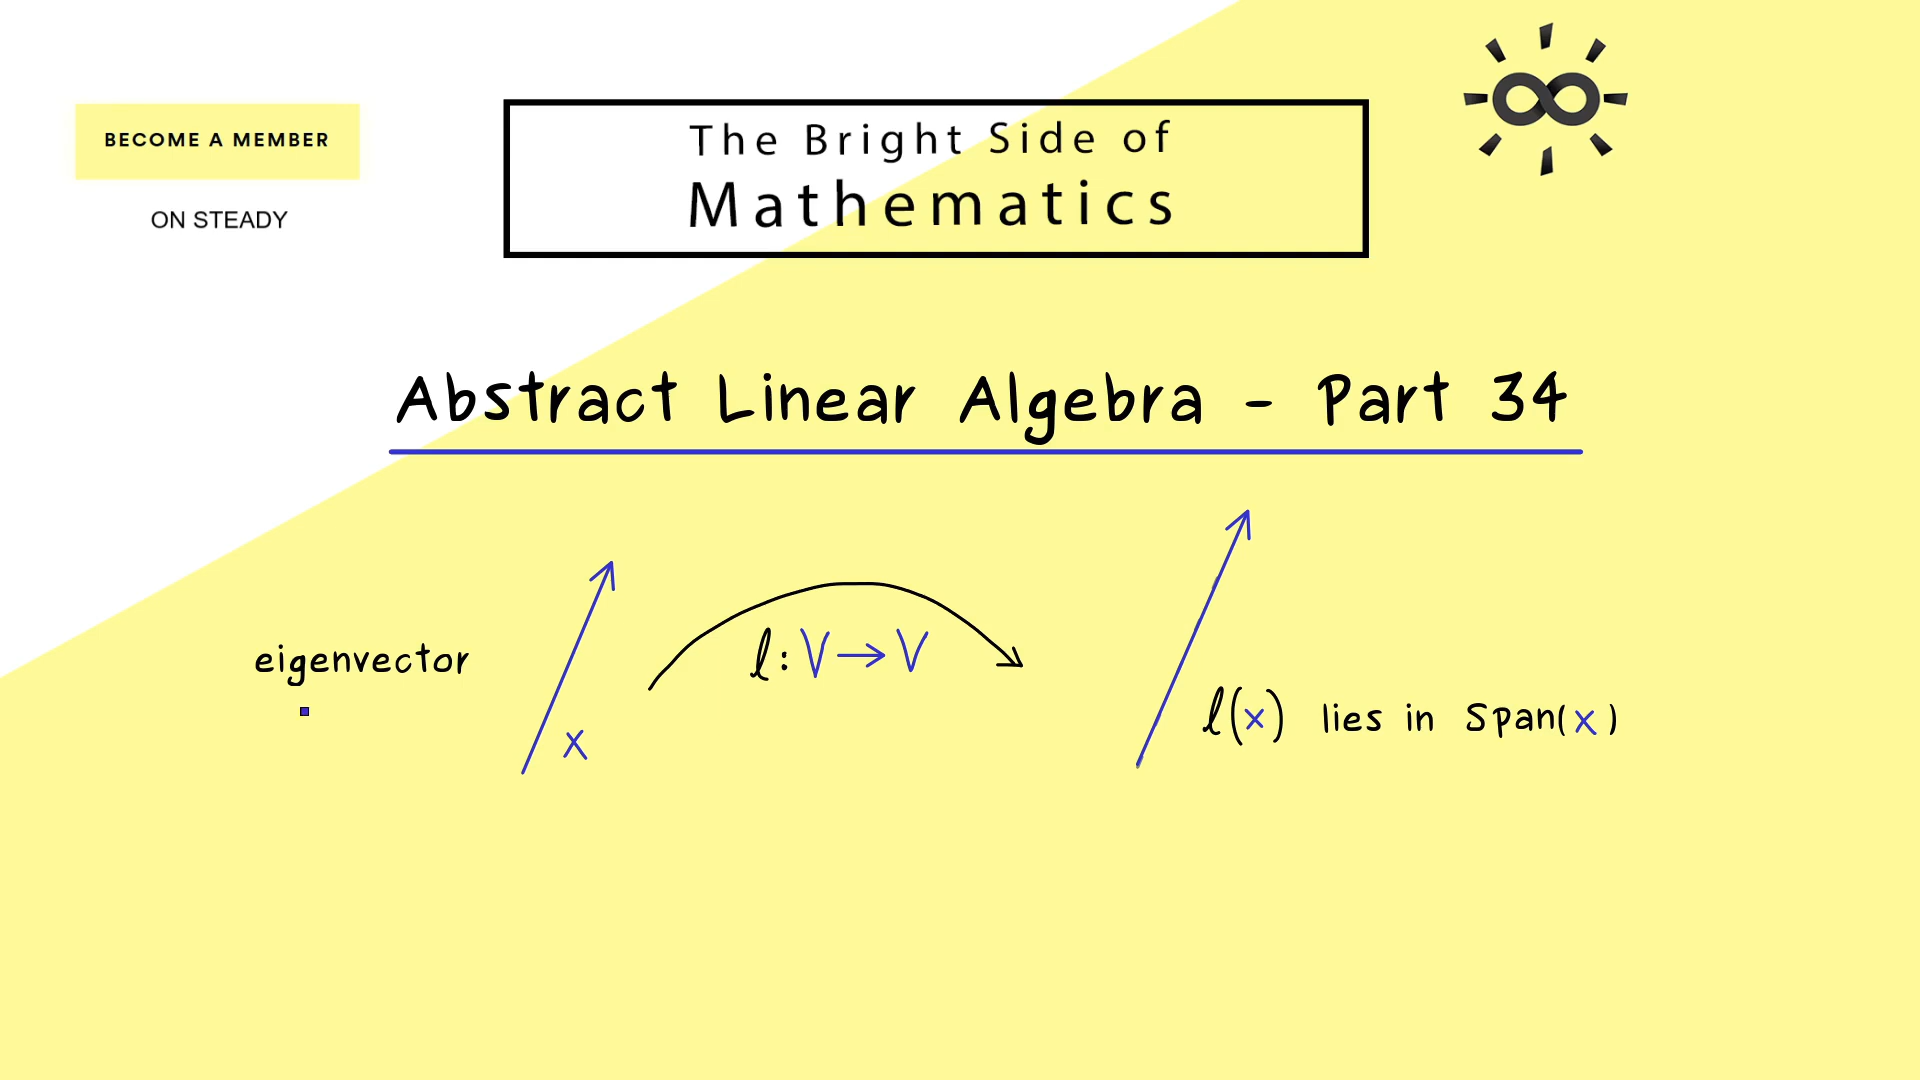 BECOME A MEMBER
ON STEADY
The Bright Side of
Mathematics
Abstract Linear Algebra - Part 34
eigenvector
x
ℓ: V → V
ℓ(x) lies in Span(x)